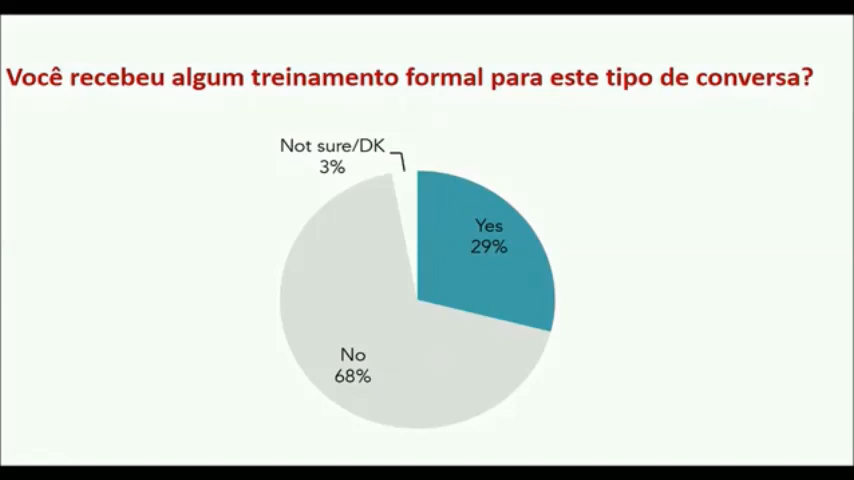 Você recebeu algum treinamento formal para este tipo de conversa?
Not sure/DK
3%
Yes
29%
No
68%